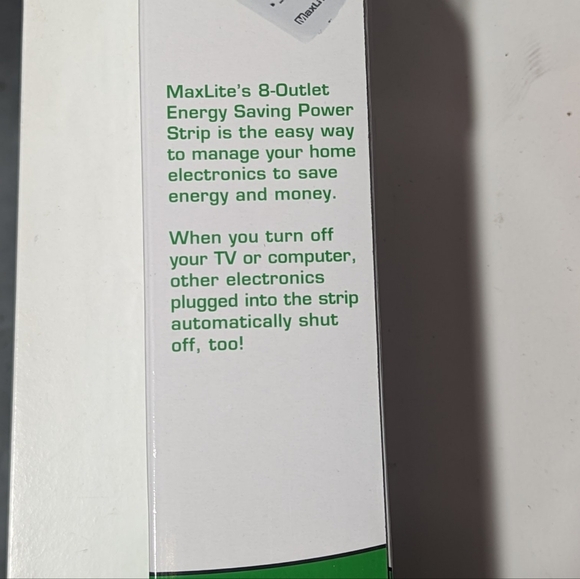 MaxLite's 8-Outlet
Energy Saving Power
Strip is the easy way
to manage your home
electronics to save
energy and money.
When you turn off
your TV or computer,
other electronics
plugged into the strip
automatically shut
off, too!